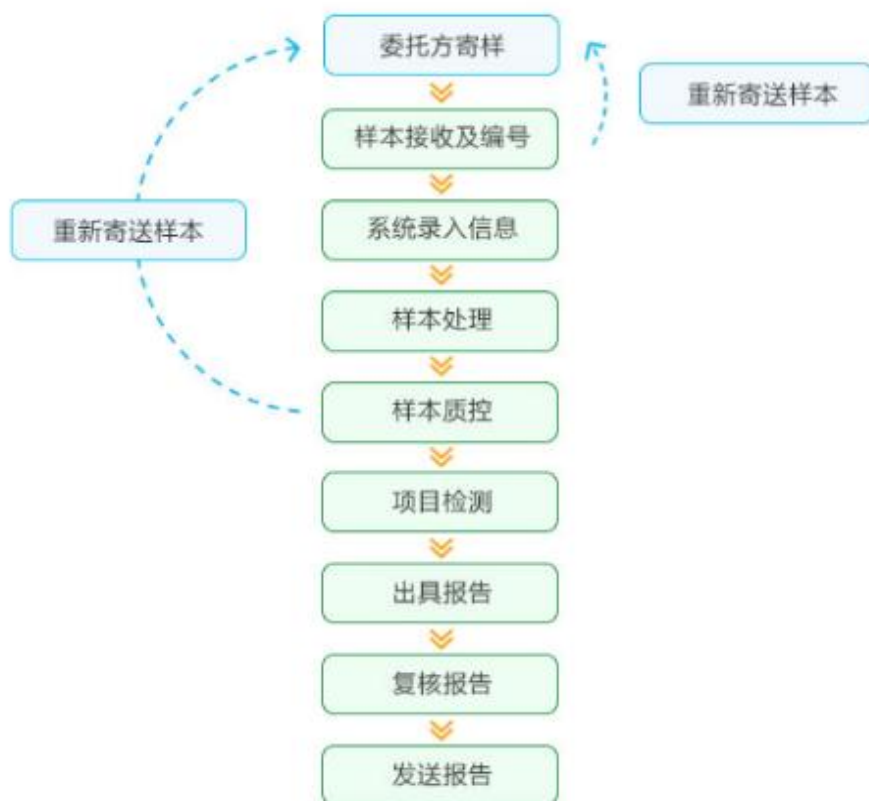 委托方寄样
重新寄送样本
样本接收及编号
重新寄送样本
系统录入信息
样本处理
样本质控
项目检测
出具报告
复核报告
发送报告